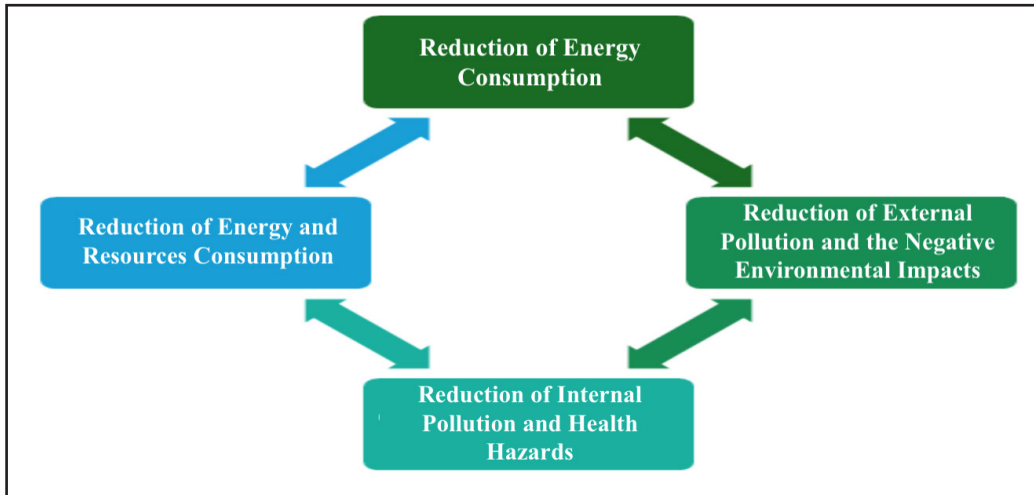 Reduction of Energy
Consumption
Reduction of Energy and
Resources Consumption
Reduction of External
Pollution and the Negative
Environmental Impacts
Reduction of Internal
Pollution and Health
Hazards